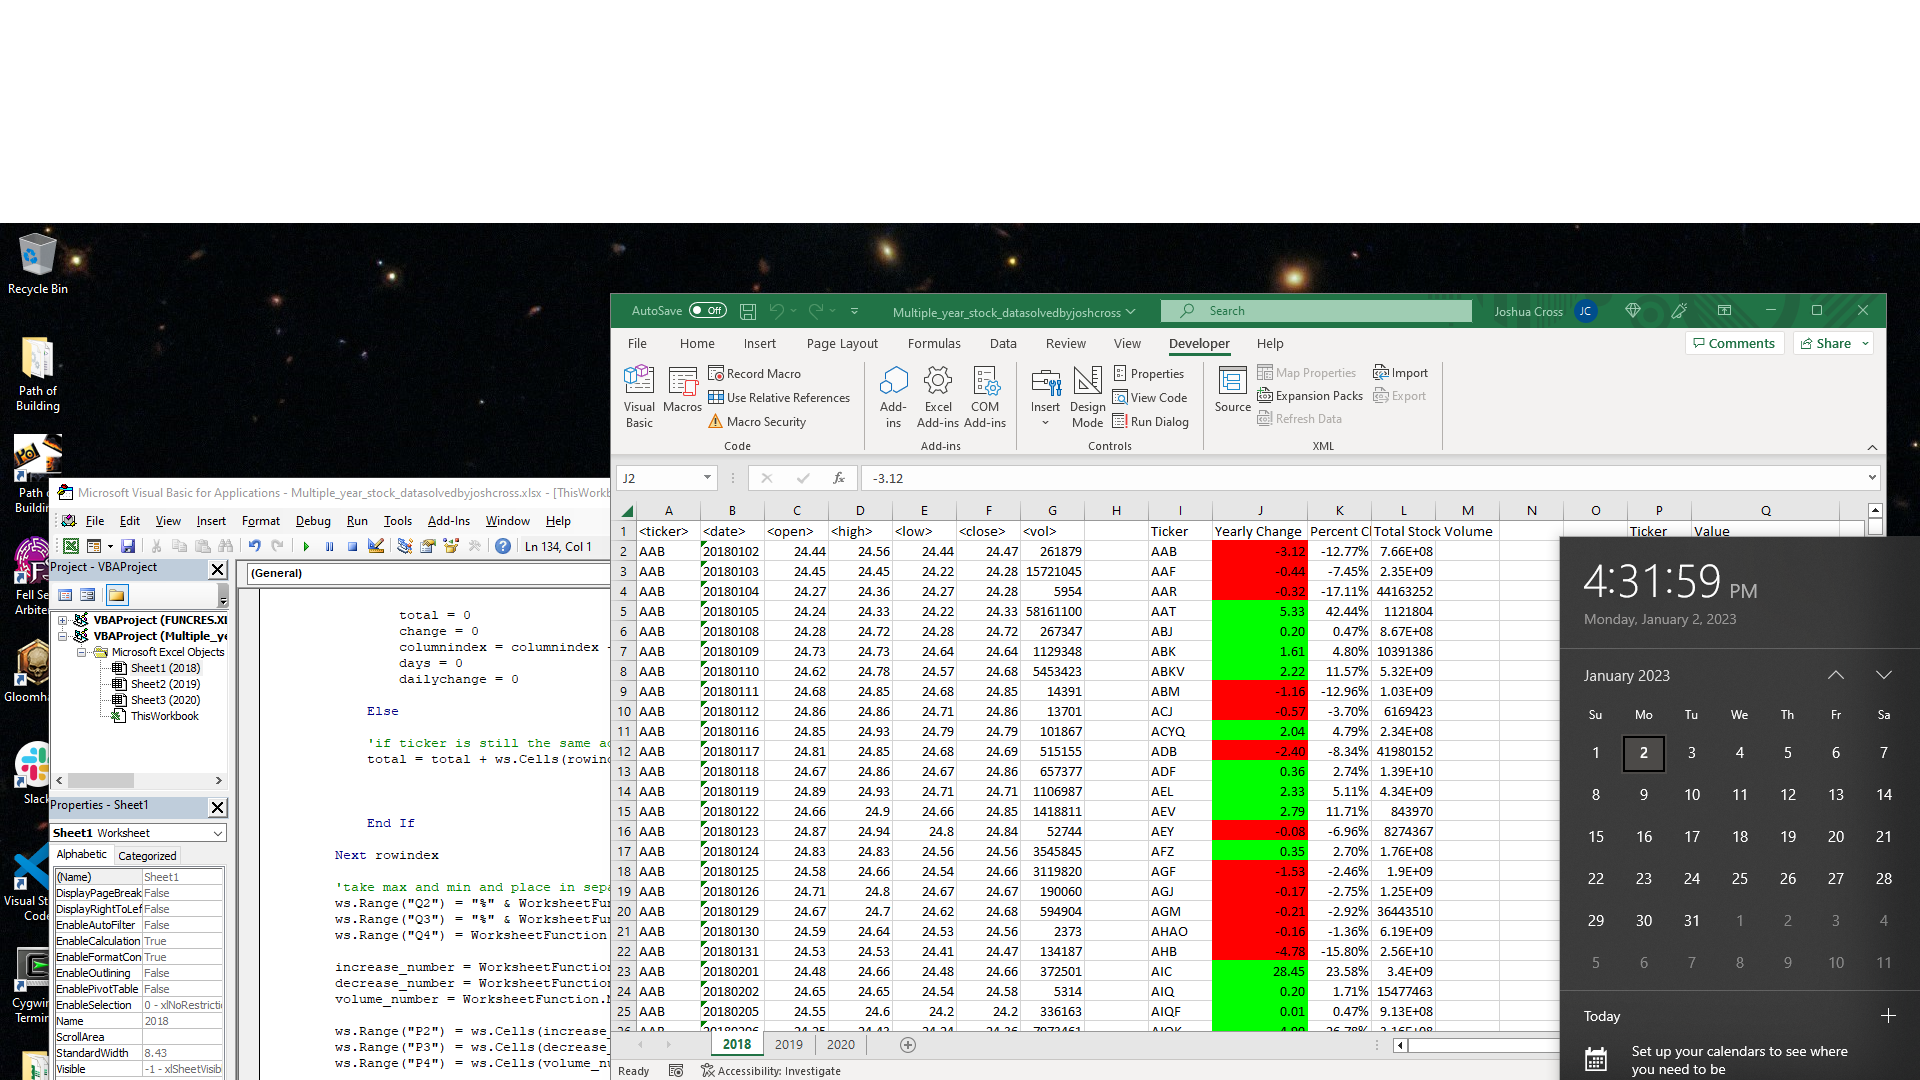 Recycle Bin
Path of
Building
Path
Buildin
Fell Se
Arbiter
Gloomha
Slack
Visual St
Code
Cygwin
Termin
Microsoft Visual Basic for Applications - Multiple_year_stock_datasolvedbyjoshcross.xlsx - [ThisWorkb
File Edit View Insert Format Debug Run Tools Add-Ins Window Help
Ln 134, Col 1
Project - VBAProject
VBAProject (FUNCRES.XL
VBAProject (Multiple_ye
Microsoft Excel Objects
Sheet1 (2018)
Sheet2 (2019)
Sheet3 (2020)
ThisWorkbook
Properties - Sheet1
Sheet1 Worksheet
Alphabetic Categorized
(Name) Sheet1
DisplayPageBreak False
DisplayRightToLef False
EnableAutoFilter False
EnableCalculation True
EnableFormatCon True
EnableOutlining False
EnablePivotTable False
EnableSelection 0 - xlNoRestrictio
Name 2018
ScrollArea
StandardWidth 8.43
Visible -1 - xlSheetVisib
(General)
total = 0
change = 0
columnindex = columnindex
days = 0
dailychange = 0
Else
'if ticker is still the same ad
total = total + ws.Cells(rowind
End If
Next rowindex
'take max and min and place in sepa
ws.Range("Q2") = "%" & WorksheetFun
ws.Range("Q3") = "%" & WorksheetFun
ws.Range("Q4") = WorksheetFunction
increase_number = WorksheetFunction
decrease_number = WorksheetFunction
volume_number = WorksheetFunction.M
ws.Range("P2") = ws.Cells(increase_
ws.Range("P3") = ws.Cells(decrease_
ws.Range("P4") = ws.Cells(volume_nu
AutoSave Off Multiple_year_stock_datasolvedbyjoshcross Search Joshua Cross JC
File Home Insert Page Layout Formulas Data Review View Developer Help Comments Share
Visual Basic
Macros
Record Macro
Use Relative References
Macro Security
Code
Add-ins
Excel Add-ins
COM Add-ins
Add-ins
Insert
Design Mode
Properties
View Code
Run Dialog
Controls
Source
Map Properties
Expansion Packs
Refresh Data
Import
Export
XML
J2 fx -3.12
A B C D E F G H I J K L M N O P Q
1 <ticker> <date> <open> <high> <low> <close> <vol> Ticker Yearly Change Percent Cl Total Stock Volume Ticker Value
2 AAB 20180102 24.44 24.56 24.44 24.47 261879 AAB -3.12 -12.77% 7.66E+08
3 AAB 20180103 24.45 24.45 24.22 24.28 15721045 AAF -0.44 -7.45% 2.35E+09
4 AAB 20180104 24.27 24.36 24.27 24.28 5954 AAR -0.32 -17.11% 44163252
5 AAB 20180105 24.24 24.33 24.22 24.33 58161100 AAT 5.33 42.44% 1121804
6 AAB 20180108 24.28 24.72 24.28 24.72 267347 ABJ 0.20 0.47% 8.67E+08
7 AAB 20180109 24.73 24.73 24.64 24.64 1129348 ABK 1.61 4.80% 10391386
8 AAB 20180110 24.62 24.78 24.57 24.68 5453423 ABKV 2.22 11.57% 5.32E+09
9 AAB 20180111 24.68 24.85 24.68 24.85 14391 ABM -1.16 -12.96% 1.03E+09
10 AAB 20180112 24.86 24.86 24.71 24.86 13701 ACJ -0.57 -3.70% 6169423
11 AAB 20180116 24.85 24.93 24.79 24.79 101867 ACYQ 2.04 4.79% 2.34E+08
12 AAB 20180117 24.81 24.85 24.68 24.69 515155 ADB -2.40 -8.34% 41980152
13 AAB 20180118 24.67 24.86 24.67 24.86 657377 ADF 0.36 2.74% 1.39E+10
14 AAB 20180119 24.89 24.93 24.71 24.71 1106987 AEL 2.33 5.11% 4.34E+09
15 AAB 20180122 24.66 24.9 24.66 24.85 1418811 AEV 2.79 11.71% 843970
16 AAB 20180123 24.87 24.94 24.8 24.84 52744 AEY -0.08 -6.96% 8274367
17 AAB 20180124 24.83 24.83 24.56 24.56 3545845 AFZ 0.35 2.70% 1.76E+08
18 AAB 20180125 24.58 24.66 24.54 24.66 3119820 AGF -1.53 -2.46% 1.9E+09
19 AAB 20180126 24.71 24.8 24.67 24.67 190060 AGJ -0.17 -2.75% 1.25E+09
20 AAB 20180129 24.67 24.7 24.62 24.68 594904 AGM -0.21 -2.92% 36443510
21 AAB 20180130 24.59 24.64 24.53 24.56 2373 AHAO -0.16 -1.36% 6.19E+09
22 AAB 20180131 24.53 24.53 24.41 24.47 134187 AHB -4.78 -15.80% 2.56E+10
23 AAB 20180201 24.48 24.66 24.48 24.66 372501 AIC 28.45 23.58% 3.4E+09
24 AAB 20180202 24.65 24.65 24.54 24.58 5314 AIQ 0.20 1.71% 15477463
25 AAB 20180205 24.55 24.6 24.2 24.2 336163 AIQF 0.01 0.47% 9.13E+08
2018 2019 2020
Ready Accessibility: Investigate
4:31:59 PM
Monday, January 2, 2023
January 2023
Su Mo Tu We Th Fr Sa
1 2 3 4 5 6 7
8 9 10 11 12 13 14
15 16 17 18 19 20 21
22 23 24 25 26 27 28
29 30 31 1 2 3 4
5 6 7 8 9 10 11
Today
Set up your calendars to see where
you need to be